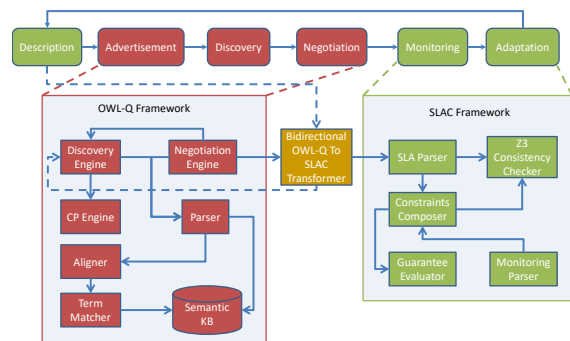 Description
Advertisement
Discovery
Negotiation
Monitoring
Adaptation
OWL-Q Framework
Discovery
Engine
Negotiation
Engine
CP Engine
Parser
Aligner
Term
Matcher
Semantic
KB
Bidirectional
OWL-Q To
SLAC
Transformer
SLAC Framework
SLA Parser
Z3
Consistency
Checker
Constraints
Composer
Guarantee
Evaluator
Monitoring
Parser